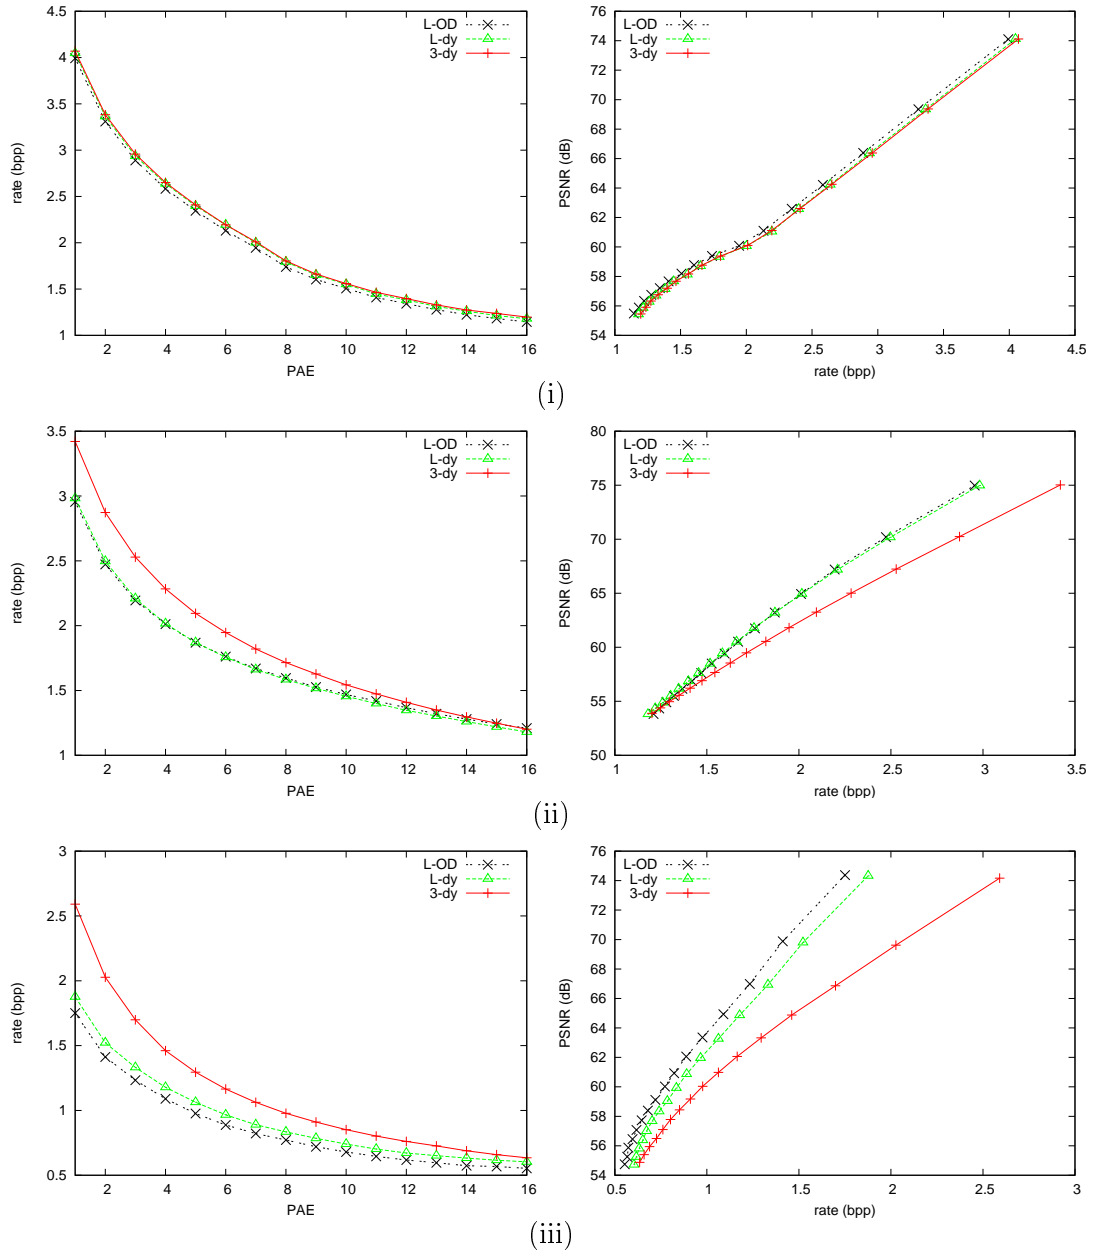 4.5
4
3.5
3
2.5
2
1.5
1
2 4 6 8 10 12 14 16
rate (bpp)
PAE
L-OD
L-dy
3-dy
76
74
72
70
68
66
64
62
60
58
56
54
1 1.5 2 2.5 3 3.5 4 4.5
PSNR (dB)
rate (bpp)
L-OD
L-dy
3-dy
(i)
3.5
3
2.5
2
1.5
1
2 4 6 8 10 12 14 16
rate (bpp)
PAE
L-OD
L-dy
3-dy
80
75
70
65
60
55
50
1 1.5 2 2.5 3 3.5
PSNR (dB)
rate (bpp)
L-OD
L-dy
3-dy
(ii)
3
2.5
2
1.5
1
0.5
2 4 6 8 10 12 14 16
rate (bpp)
PAE
L-OD
L-dy
3-dy
76
74
72
70
68
66
64
62
60
58
56
54
0.5 1 1.5 2 2.5 3
PSNR (dB)
rate (bpp)
L-OD
L-dy
3-dy
(iii)